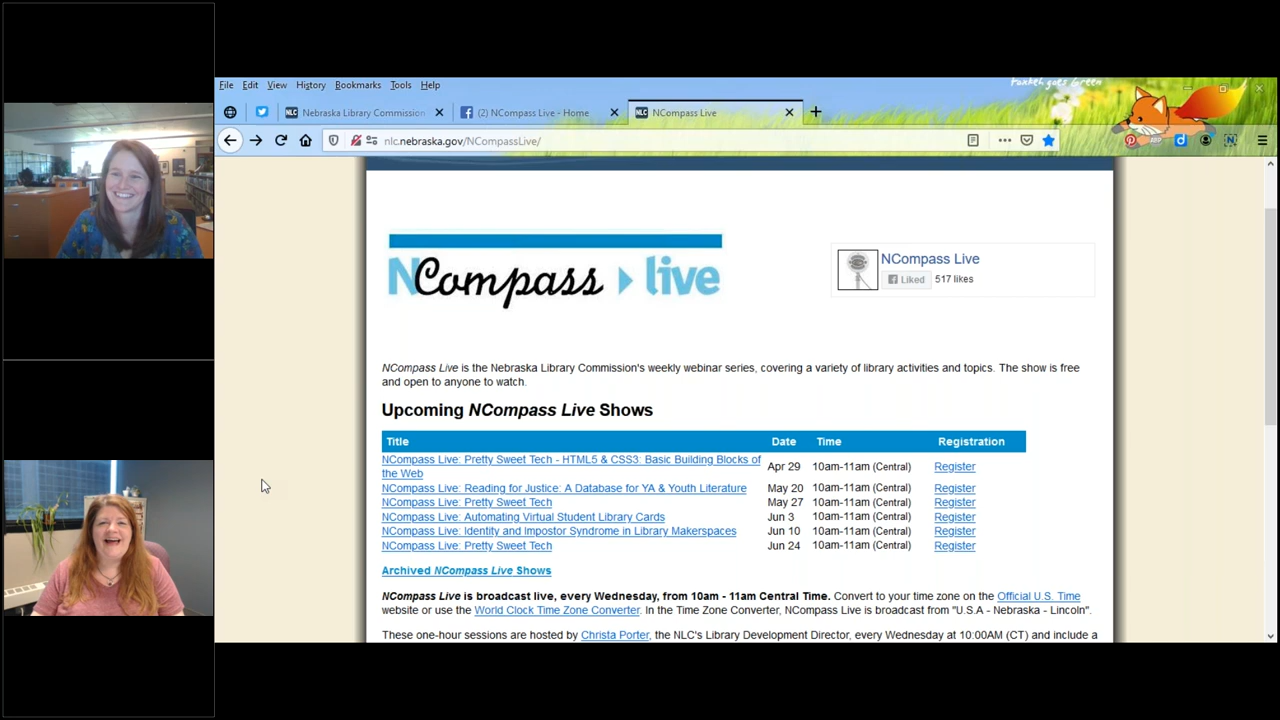 Foxkeh goes Green
File Edit View History Bookmarks Tools Help
NLC Nebraska Library Commission
(2) NCompass Live - Home
NLC NCompass Live
nlc.nebraska.gov/NCompassLive/
NCompass live
NCompass Live
Liked 517 likes
NCompass Live is the Nebraska Library Commission's weekly webinar series, covering a variety of library activities and topics. The show is free
and open to anyone to watch.
Upcoming NCompass Live Shows
Title Date Time Registration
NCompass Live: Pretty Sweet Tech - HTML5 & CSS3: Basic Building Blocks of
the Web Apr 29 10am-11am (Central) Register
NCompass Live: Reading for Justice: A Database for YA & Youth Literature May 20 10am-11am (Central) Register
NCompass Live: Pretty Sweet Tech May 27 10am-11am (Central) Register
NCompass Live: Automating Virtual Student Library Cards Jun 3 10am-11am (Central) Register
NCompass Live: Identity and Impostor Syndrome in Library Makerspaces Jun 10 10am-11am (Central) Register
NCompass Live: Pretty Sweet Tech Jun 24 10am-11am (Central) Register
Archived NCompass Live Shows
NCompass Live is broadcast live, every Wednesday, from 10am - 11am Central Time. Convert to your time zone on the Official U.S. Time
website or use the World Clock Time Zone Converter. In the Time Zone Converter, NCompass Live is broadcast from "U.S.A - Nebraska - Lincoln".
These one-hour sessions are hosted by Christa Porter, the NLC's Library Development Director, every Wednesday at 10:00AM (CT) and include a